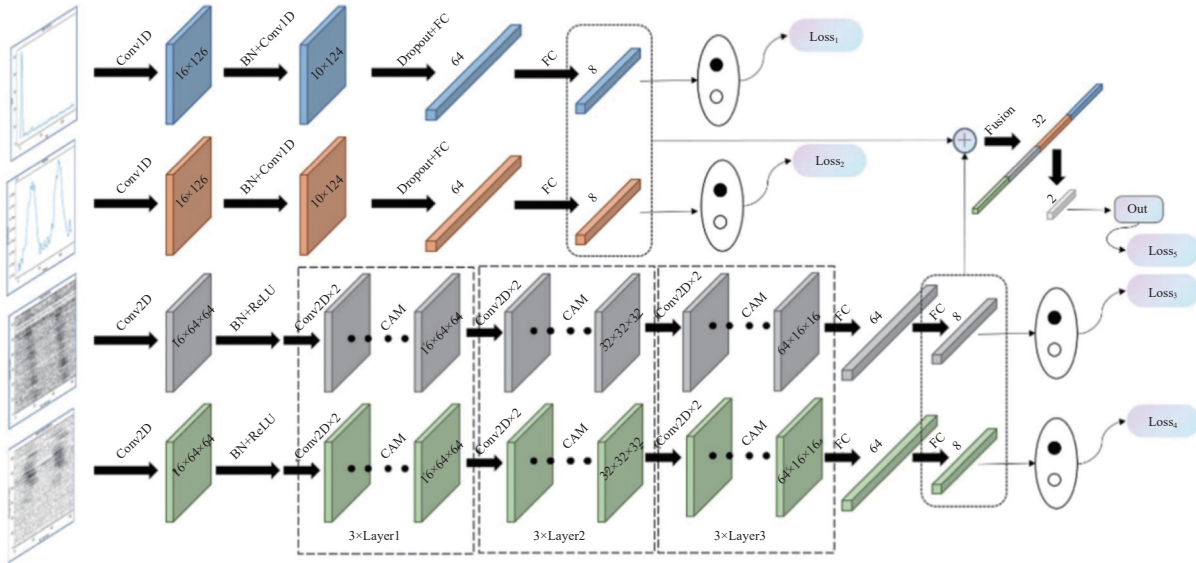 Conv1D
16×126
BN+Conv1D
10×124
Dropout+FC
64
FC
8
Loss₁
Conv1D
16×126
BN+Conv1D
10×124
Dropout+FC
64
FC
8
Loss₂
Fusion
32
2
Out
Loss₅
Conv2D
16×64×64
BN+ReLU
Conv2D×2
CAM
16×64×64
Conv2D×2
CAM
32×32×32
Conv2D×2
CAM
64×16×16
FC
64
FC
8
Loss₃
Conv2D
16×64×64
BN+ReLU
Conv2D×2
CAM
16×64×64
Conv2D×2
CAM
32×32×32
Conv2D×2
CAM
64×16×16
FC
64
FC
8
Loss₄
3×Layer1
3×Layer2
3×Layer3